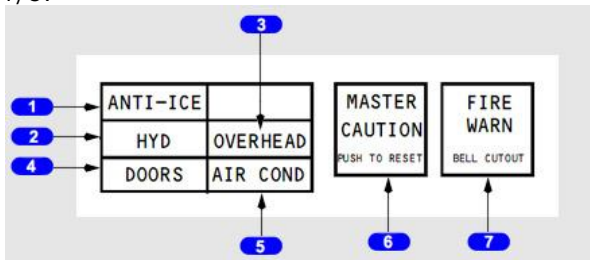 3
1
ANTI-ICE
MASTER CAUTION
PUSH TO RESET
FIRE WARN
BELL CUTOUT
2
HYD
OVERHEAD
4
DOORS
AIR COND
5
6
7